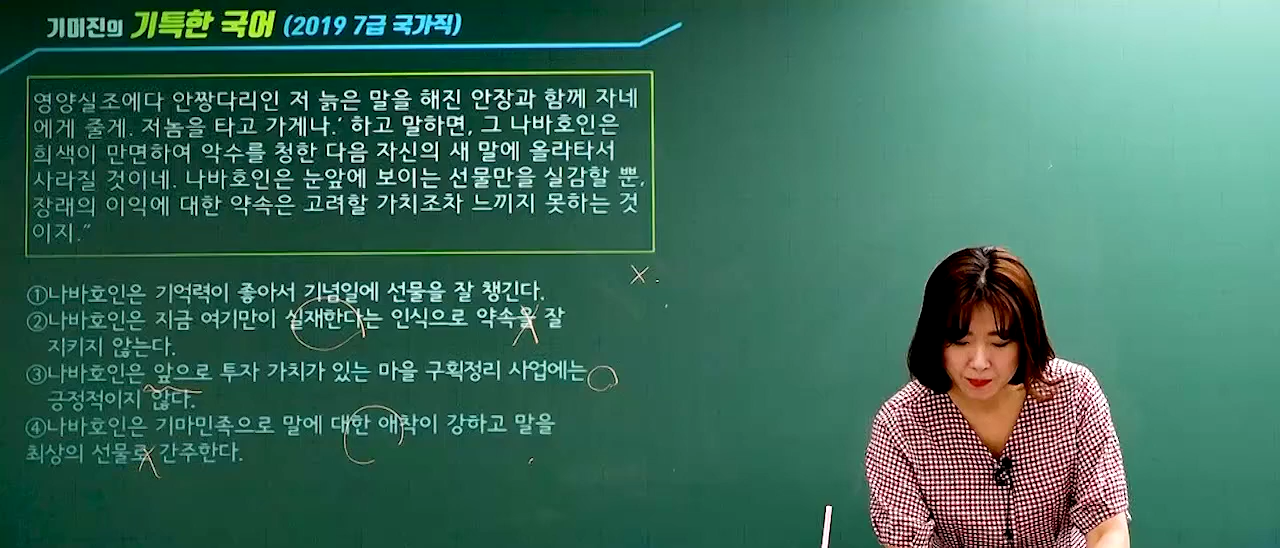 기미진의 기특한 국어 (2019 7급 국가직)
영양실조에다 안짱다리인 저 늙은 말을 해진 안장과 함께 자네
에게 줄게. 저놈을 타고 가게나.’ 하고 말하면, 그 나바호인은
희색이 만면하여 악수를 청한 다음 자신의 새 말에 올라타서
사라질 것이네. 나바호인은 눈앞에 보이는 선물만을 실감할 뿐,
장래의 이익에 대한 약속은 고려할 가치조차 느끼지 못하는 것
이지.”
①나바호인은 기억력이 좋아서 기념일에 선물을 잘 챙긴다.
②나바호인은 지금 여기만이 실재한다는 인식으로 약속을 잘
지키지 않는다.
③나바호인은 앞으로 투자 가치가 있는 마을 구획정리 사업에는
긍정적이지 않다.
④나바호인은 기마민족으로 말에 대한 애착이 강하고 말을
최상의 선물로 간주한다.